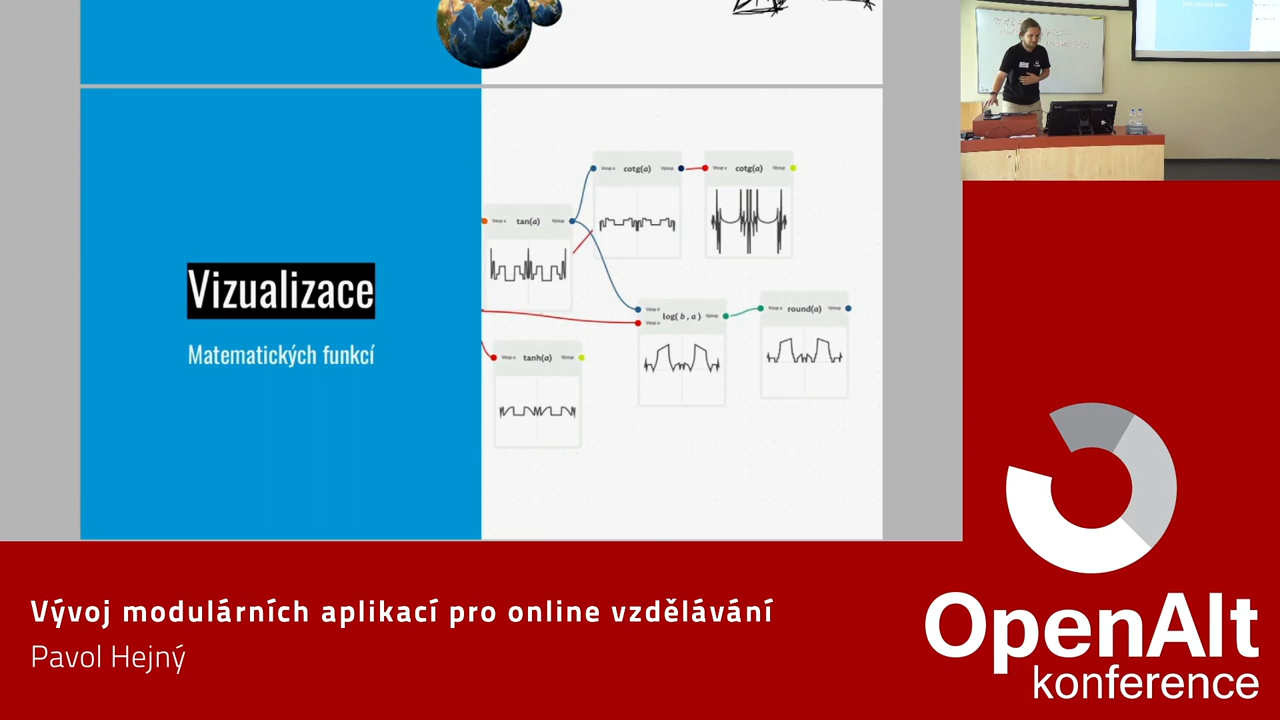 Vizualizace
Matematických funkcí
cotg(a)
cotg(a)
tan(a)
log( b , a )
round(a)
tanh(a)
Vývoj modulárních aplikací pro online vzdělávání
Pavol Hejný
OpenAlt
konference